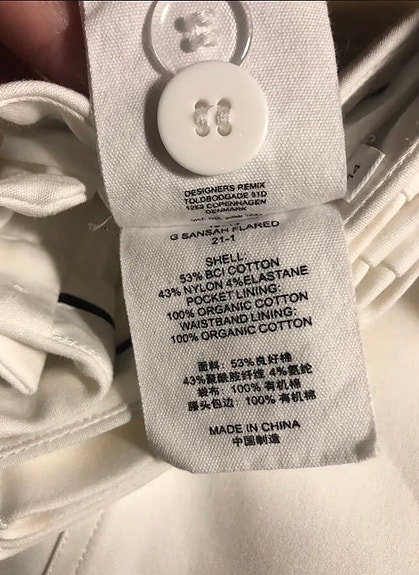 DESIGNERS REMIX
TOLDBODGADE 51D
1253 COPENHAGEN
DENMARK
G SANSAH FLARED
21-1
SHELL:
53% BCI COTTON
43% NYLON 4% ELASTANE
POCKET LINING:
100% ORGANIC COTTON
WAISTBAND LINING:
100% ORGANIC COTTON
面料: 53%良好棉
43%聚酰胺纤维 4%氨纶
袋布: 100%有机棉
腰头包边: 100%有机棉
MADE IN CHINA
中国制造